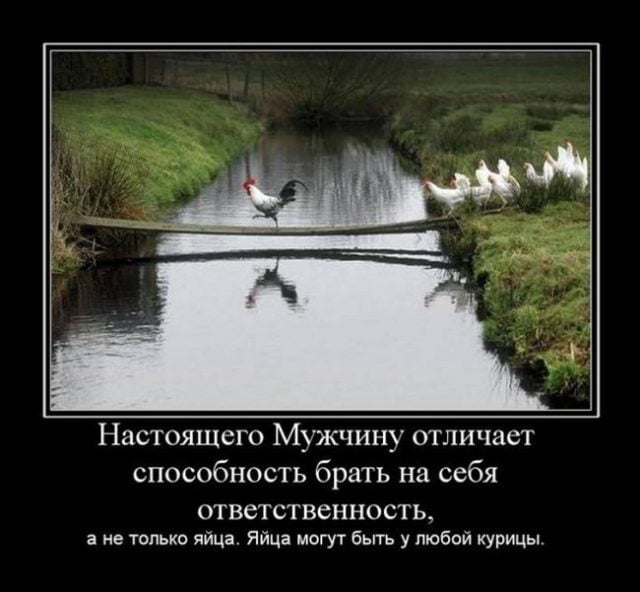 Настоящего Мужчину отличает
способность брать на себя
ответственность,
а не только яйца. Яйца могут быть у любой курицы.